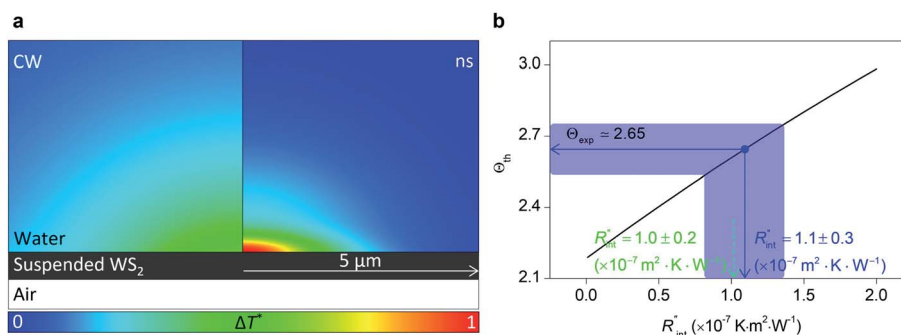 a
CW
ns
Water
5 μm
Suspended WS₂
Air
0
ΔT*
1
b
3.0
2.7
2.4
2.1
Θth
Θexp ≃ 2.65
R″int = 1.0 ± 0.2
(×10⁻⁷ m² · K · W⁻¹)
R*int = 1.1 ± 0.3
(×10⁻⁷ m² · K · W⁻¹)
0.0 0.5 1.0 1.5 2.0
R″int (×10⁻⁷ K·m²·W⁻¹)